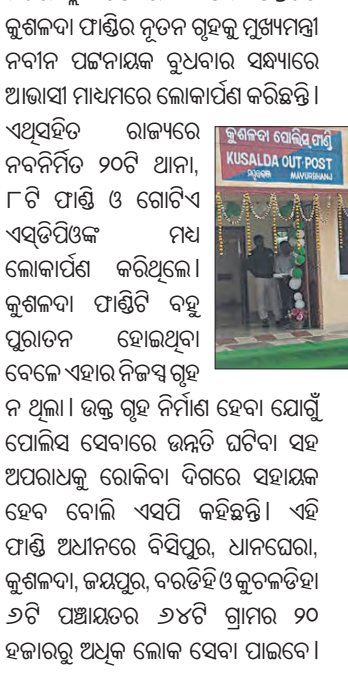 କୁଶଳଦା ଫାଣ୍ଡିର ନୂତନ ଗୃହକୁ ମୁଖ୍ୟମନ୍ତ୍ରୀ
ନବୀନ ପଟ୍ଟନାୟକ ବୁଧବାର ସନ୍ଧ୍ୟାରେ
ଆଭାସୀ ମାଧ୍ୟମରେ ଲୋକାର୍ପଣ କରିଛନ୍ତି ।
ଏଥିସହିତ ରାଜ୍ୟରେ
ନବନିର୍ମିତ ୨୦ଟି ଥାନା,
୮ଟି ଫାଣ୍ଡି ଓ ଗୋଟିଏ
ଏସ୍‌ଡିପିଓଙ୍କ ମଧ୍ୟ
ଲୋକାର୍ପଣ କରିଥିଲେ ।
କୁଶଳଦା ଫାଣ୍ଡିଟି ବହୁ
ପୁରାତନ ହୋଇଥିବା
ବେଳେ ଏହାର ନିଜସ୍ୱ ଗୃହ
ନ ଥିଲା । ଉକ୍ତ ଗୃହ ନିର୍ମାଣ ହେବା ଯୋଗୁଁ
ପୋଲିସ ସେବାରେ ଉନ୍ନତି ଘଟିବା ସହ
ଅପରାଧକୁ ରୋକିବା ଦିଗରେ ସହାୟକ
ହେବ ବୋଲି ଏସପି କହିଛନ୍ତି । ଏହି
ଫାଣ୍ଡି ଅଧୀନରେ ବିସିପୁର, ଧାନଘେରା,
କୁଶଳଦା, ଜୟପୁର, ବରଡିହି ଓ କୁଚଳଡିହା
୬ଟି ପଞ୍ଚାୟତର ୬୪ଟି ଗ୍ରାମର ୨୦
ହଜାରରୁ ଅଧିକ ଲୋକ ସେବା ପାଇବେ ।
କୁଶଳଦା ପୋଲିସ୍ ଫାଣ୍ଡି
KUSALDA OUT POST
ମୟୂରଭଞ୍ଜ MAYURBHANJ